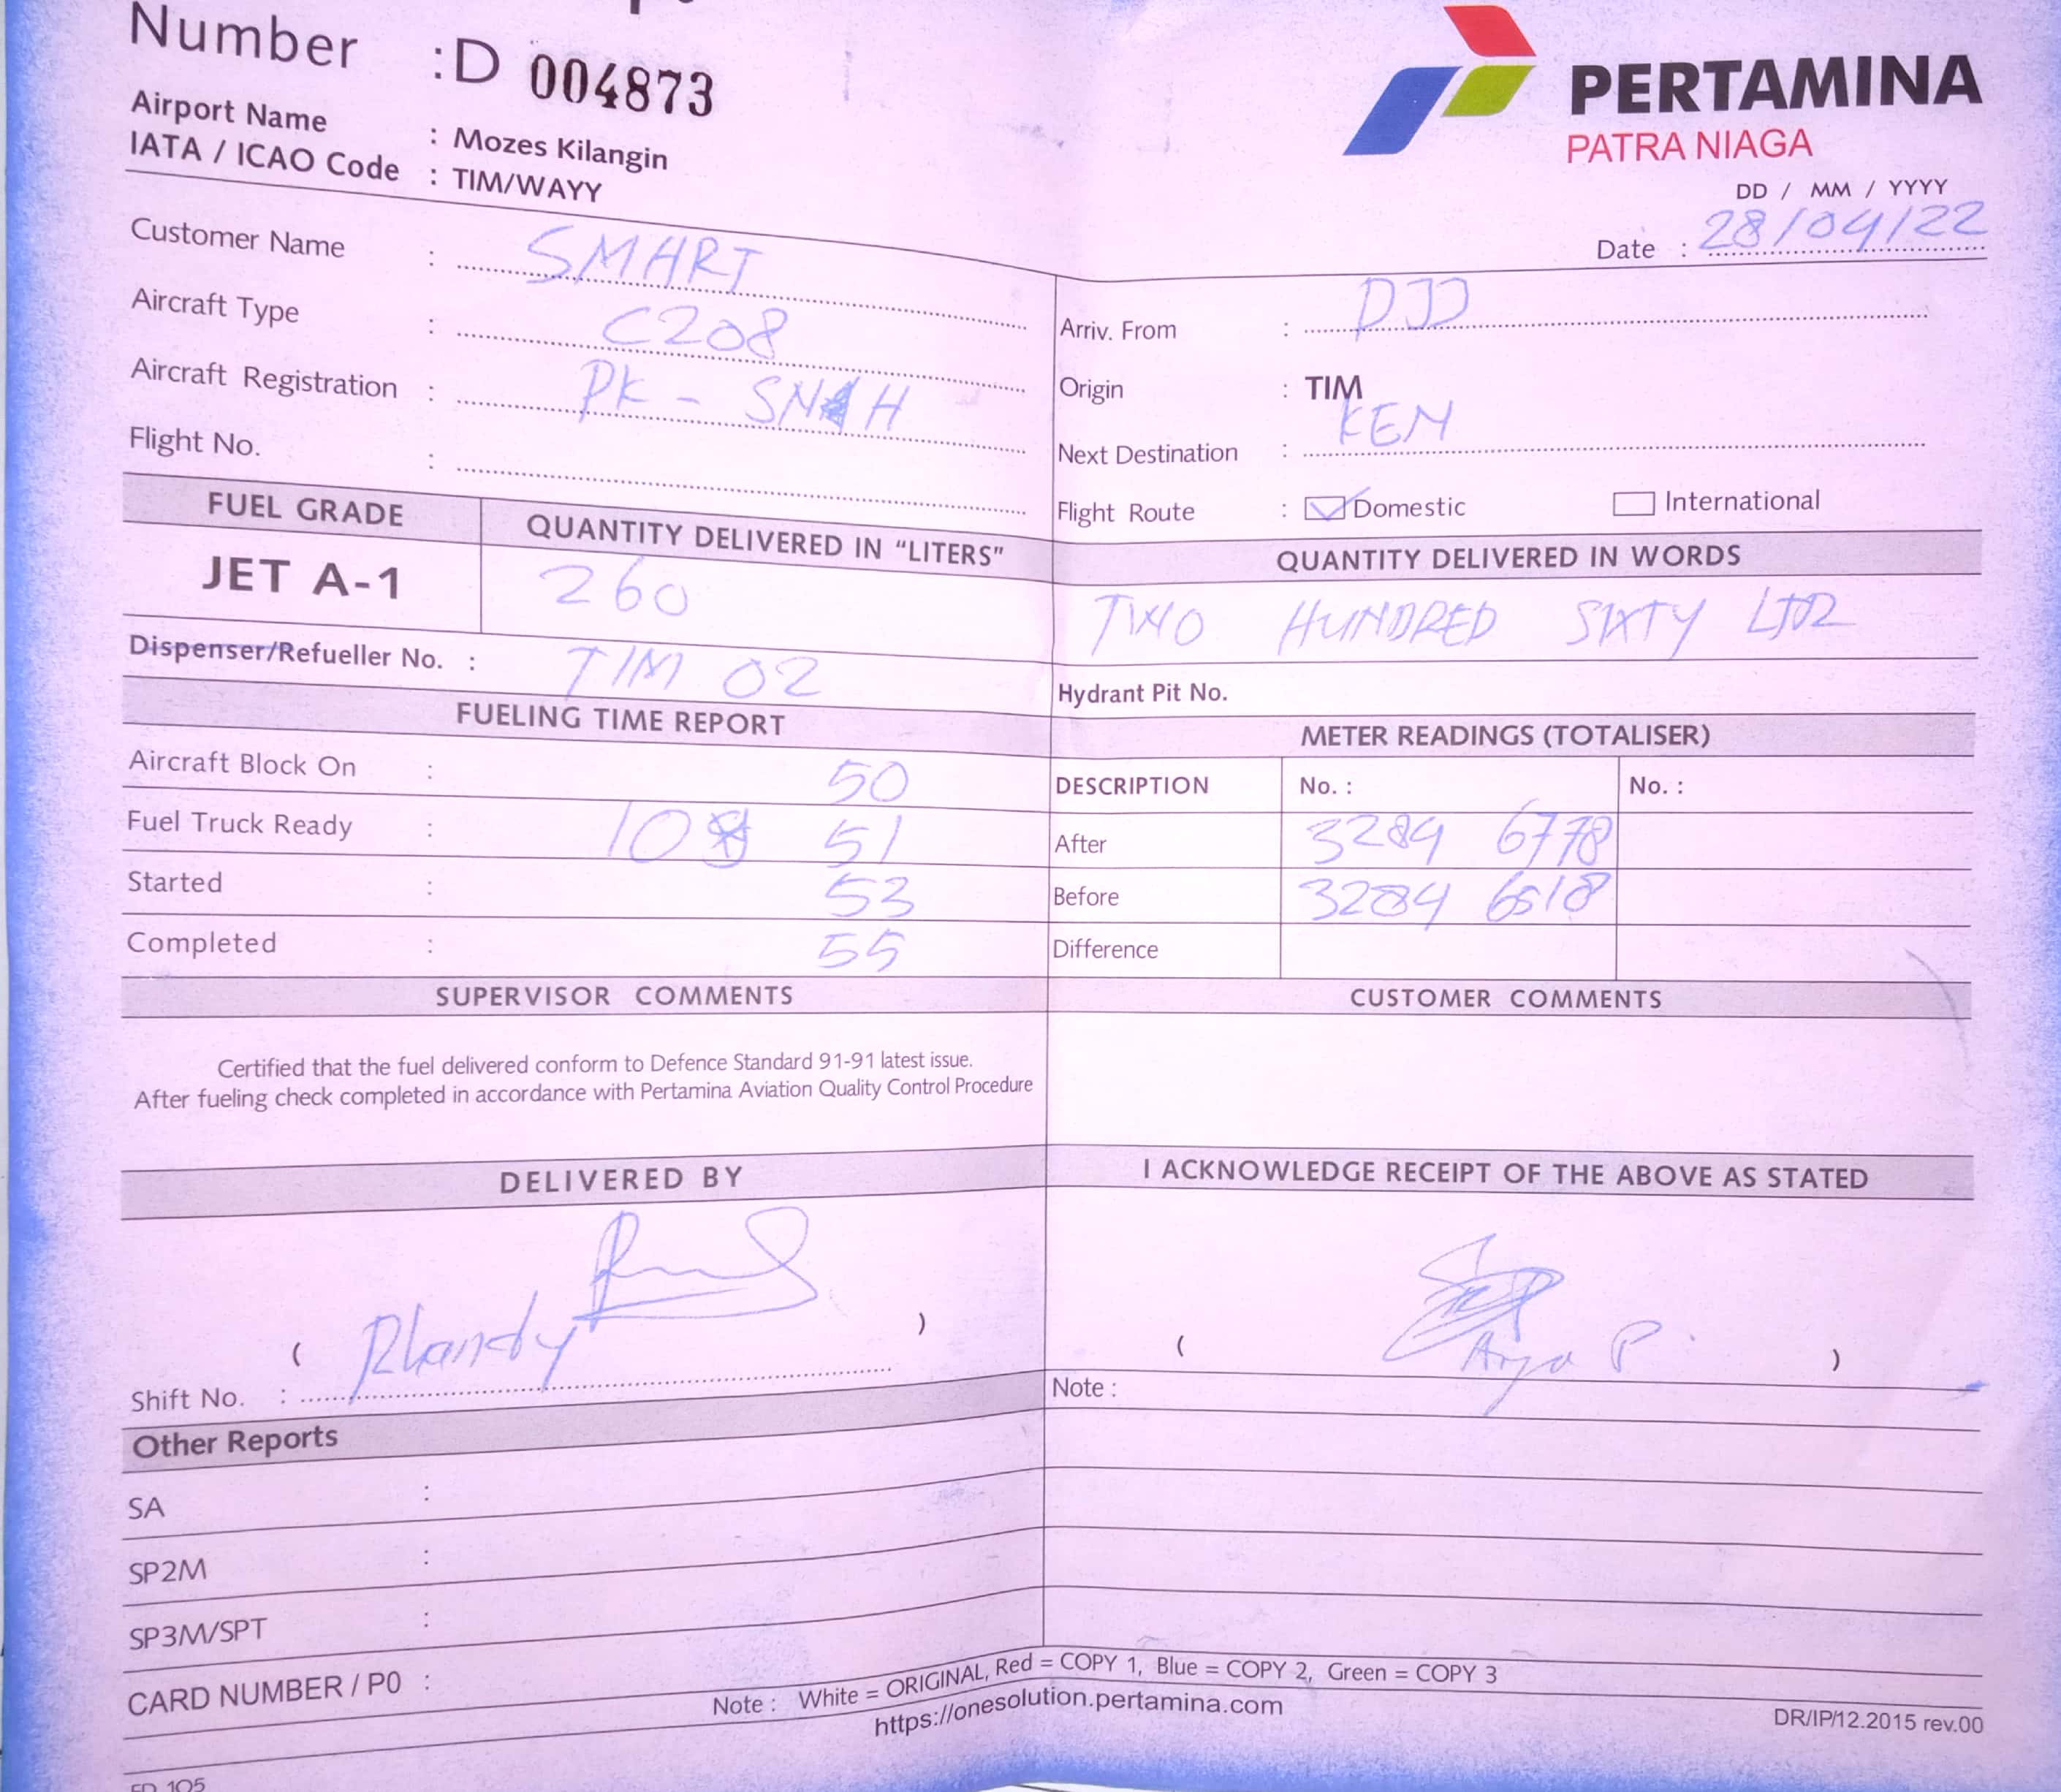 Number : D 004873
Airport Name : Mozes Kilangin
IATA / ICAO Code : TIM/WAYY
PERTAMINA
PATRA NIAGA
DD / MM / YYYY
Date : 28/04/22
Customer Name : SMART
Aircraft Type : C208
Aircraft Registration : PK - SNH
Flight No. :
Arriv. From : DJJ
Origin : TIM
Next Destination : KEM
Flight Route : Domestic International
FUEL GRADE QUANTITY DELIVERED IN "LITERS" QUANTITY DELIVERED IN WORDS
JET A-1 260 TWO HUNDRED SIXTY
Dispenser/Refueller No. : TIM 02 Hydrant Pit No.
FUELING TIME REPORT
Aircraft Block On : 50
Fuel Truck Ready : 10 51
Started : 53
Completed : 55
METER READINGS (TOTALISER)
DESCRIPTION No. : No. :
After 3284 6778
Before 3284 6518
Difference
SUPERVISOR COMMENTS
Certified that the fuel delivered conform to Defence Standard 91-91 latest issue.
After fueling check completed in accordance with Pertamina Aviation Quality Control Procedure
CUSTOMER COMMENTS
DELIVERED BY
( Rhandy )
Shift No. :
I ACKNOWLEDGE RECEIPT OF THE ABOVE AS STATED
( Arya P. )
Note :
Other Reports
SA :
SP2M :
SP3M/SPT :
CARD NUMBER / P0 :
Note : White = ORIGINAL, Red = COPY 1, Blue = COPY 2, Green = COPY 3
https://onesolution.pertamina.com
DR/IP/12.2015 rev.00